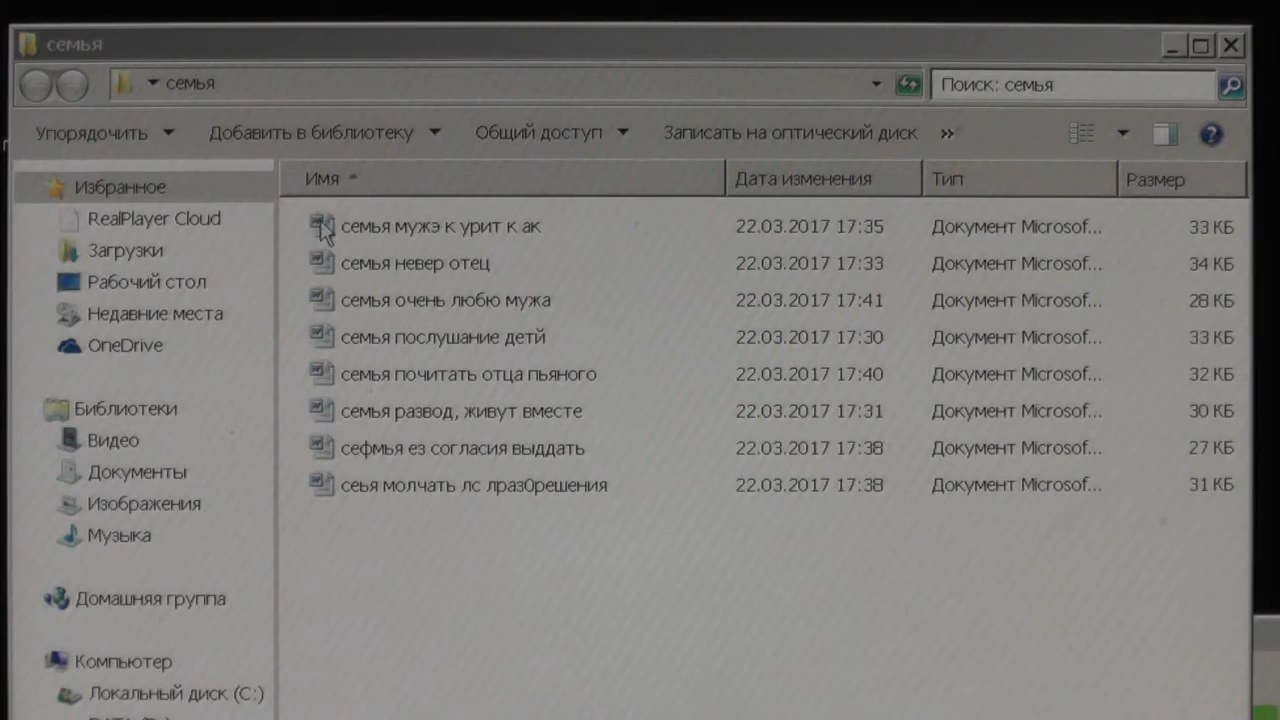 семья
семья
Поиск: семья
Упорядочить Добавить в библиотеку Общий доступ Записать на оптический диск »
Имя Дата изменения Тип Размер
Избранное
RealPlayer Cloud
Загрузки
Рабочий стол
Недавние места
OneDrive
Библиотеки
Видео
Документы
Изображения
Музыка
Домашняя группа
Компьютер
Локальный диск (C:)
семья мужэ к урит к ак 22.03.2017 17:35 Документ Microsof... 33 КБ
семья невер отец 22.03.2017 17:33 Документ Microsof... 34 КБ
семья очень любю мужа 22.03.2017 17:41 Документ Microsof... 28 КБ
семья послушание детй 22.03.2017 17:30 Документ Microsof... 33 КБ
семья почитать отца пьяного 22.03.2017 17:40 Документ Microsof... 32 КБ
семья развод, живут вместе 22.03.2017 17:31 Документ Microsof... 30 КБ
сефмья ез согласия выддать 22.03.2017 17:38 Документ Microsof... 27 КБ
сеья молчать лс лраз0решения 22.03.2017 17:38 Документ Microsof... 31 КБ